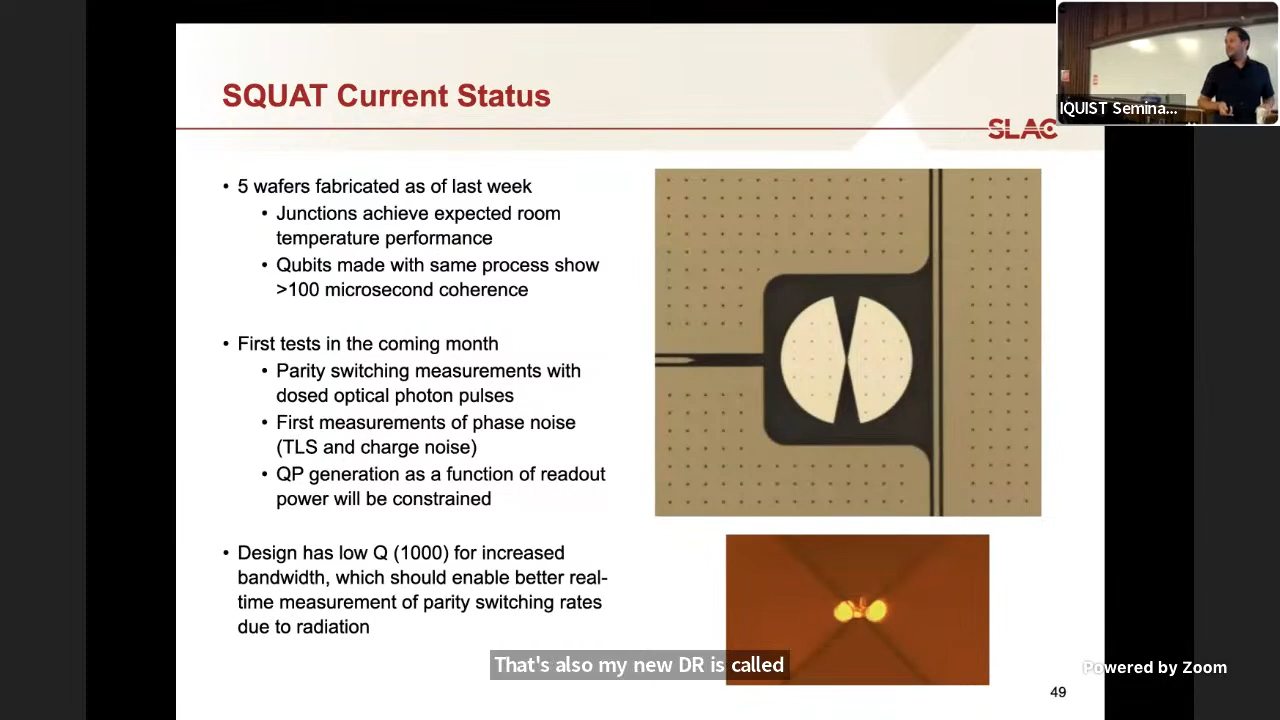 SQUAT Current Status
SLAC
IQUIST Semina...
• 5 wafers fabricated as of last week
• Junctions achieve expected room
temperature performance
• Qubits made with same process show
>100 microsecond coherence
• First tests in the coming month
• Parity switching measurements with
dosed optical photon pulses
• First measurements of phase noise
(TLS and charge noise)
• QP generation as a function of readout
power will be constrained
• Design has low Q (1000) for increased
bandwidth, which should enable better real-
time measurement of parity switching rates
due to radiation
That's also my new DR is called
Powered by Zoom
49